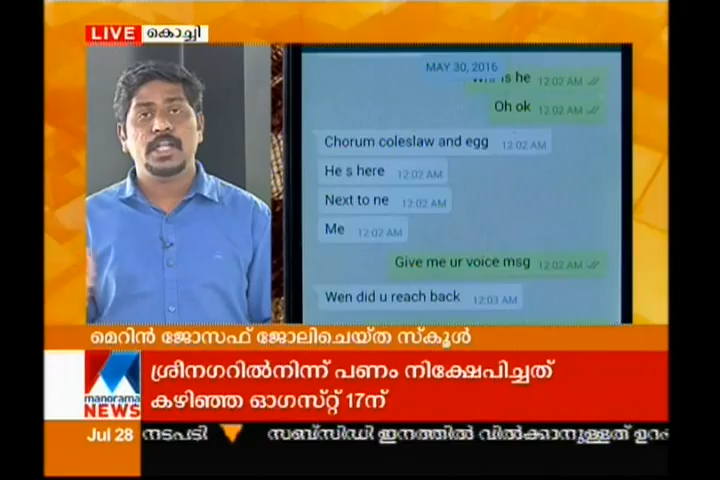 LIVE കൊച്ചി
MAY 30, 2016
is he 12:02 AM
Oh ok 12:02 AM
Chorum coleslaw and egg 12:02 AM
He s here 12:02 AM
Next to ne 12:02 AM
Me 12:02 AM
Give me ur voice msg 12:02 AM
Wen did u reach back 12:03 AM
മെറിൻ ജോസഫ് ജോലിചെയ്ത സ്കൂൾ
ശ്രീനഗറിൽനിന്ന് പണം നിക്ഷേപിച്ചത്
കഴിഞ്ഞ ഓഗസ്റ്റ് 17ന്
manorama
NEWS
Jul 28 നടപടി സബ്സിഡി ഇനത്തിൽ വിൽക്കാനുള്ളത്